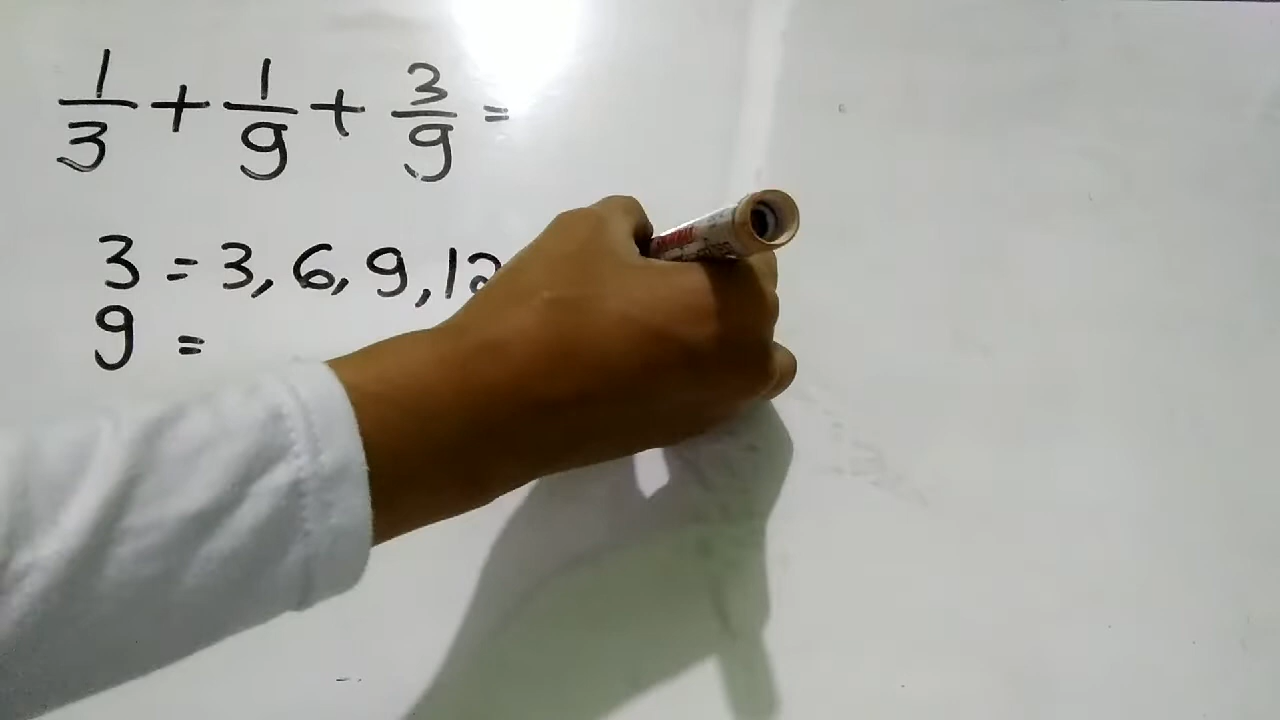 1/3 + 1/9 + 3/9 =
3 = 3, 6, 9, 12
9 =